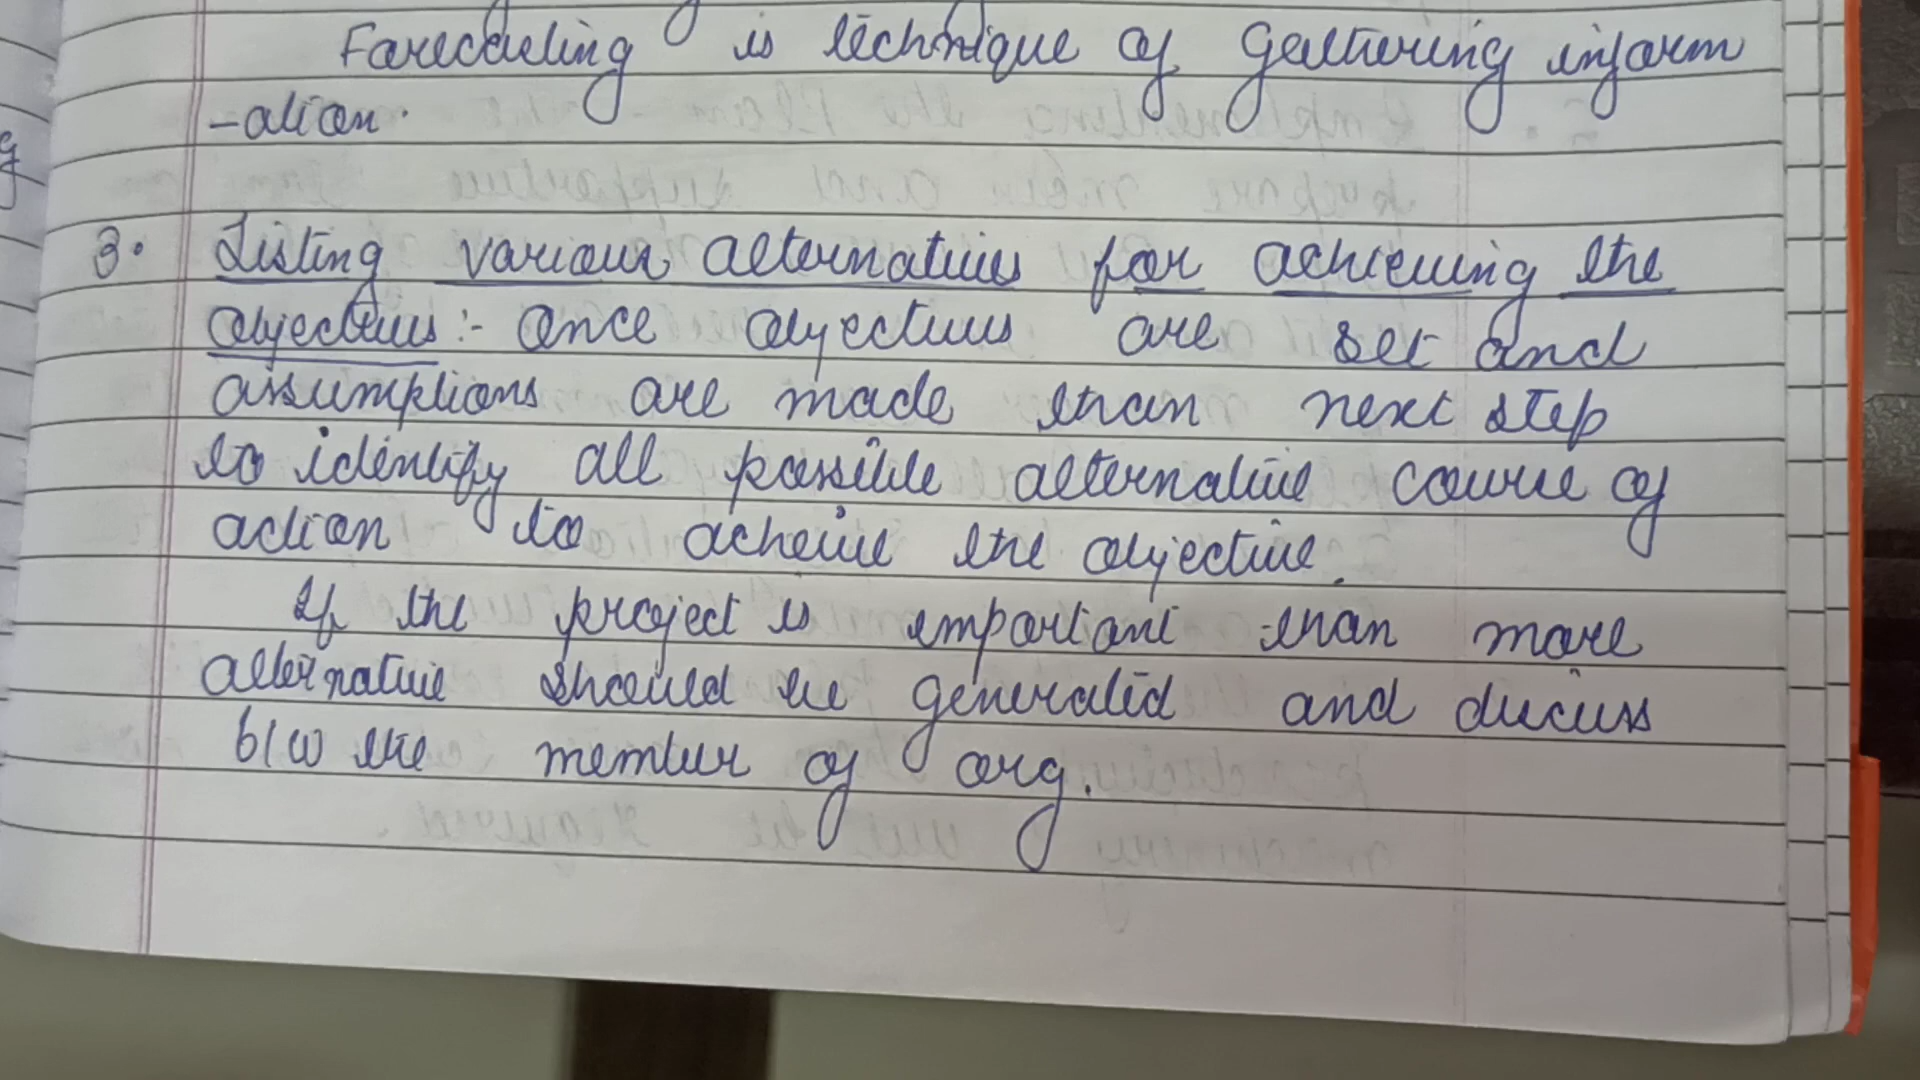 Forecasting is technique of gathering inform
-ation.
3. Listing various alternatives for achieving the
objectives :- Once objectives are set and
assumptions are made than next step
to identify all possible alternative course of
action to acheive the objective.
If the project is important than more
alternative should be generated and dicuss
b/w the member of org.